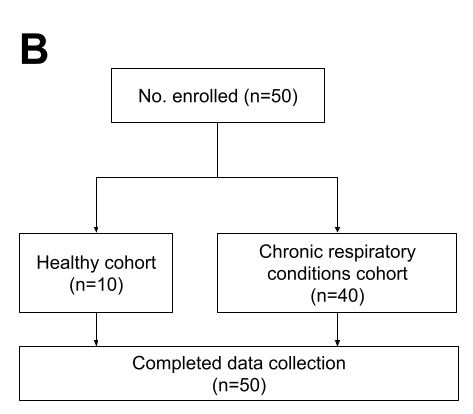 B
No. enrolled (n=50)
Healthy cohort
(n=10)
Chronic respiratory
conditions cohort
(n=40)
Completed data collection
(n=50)